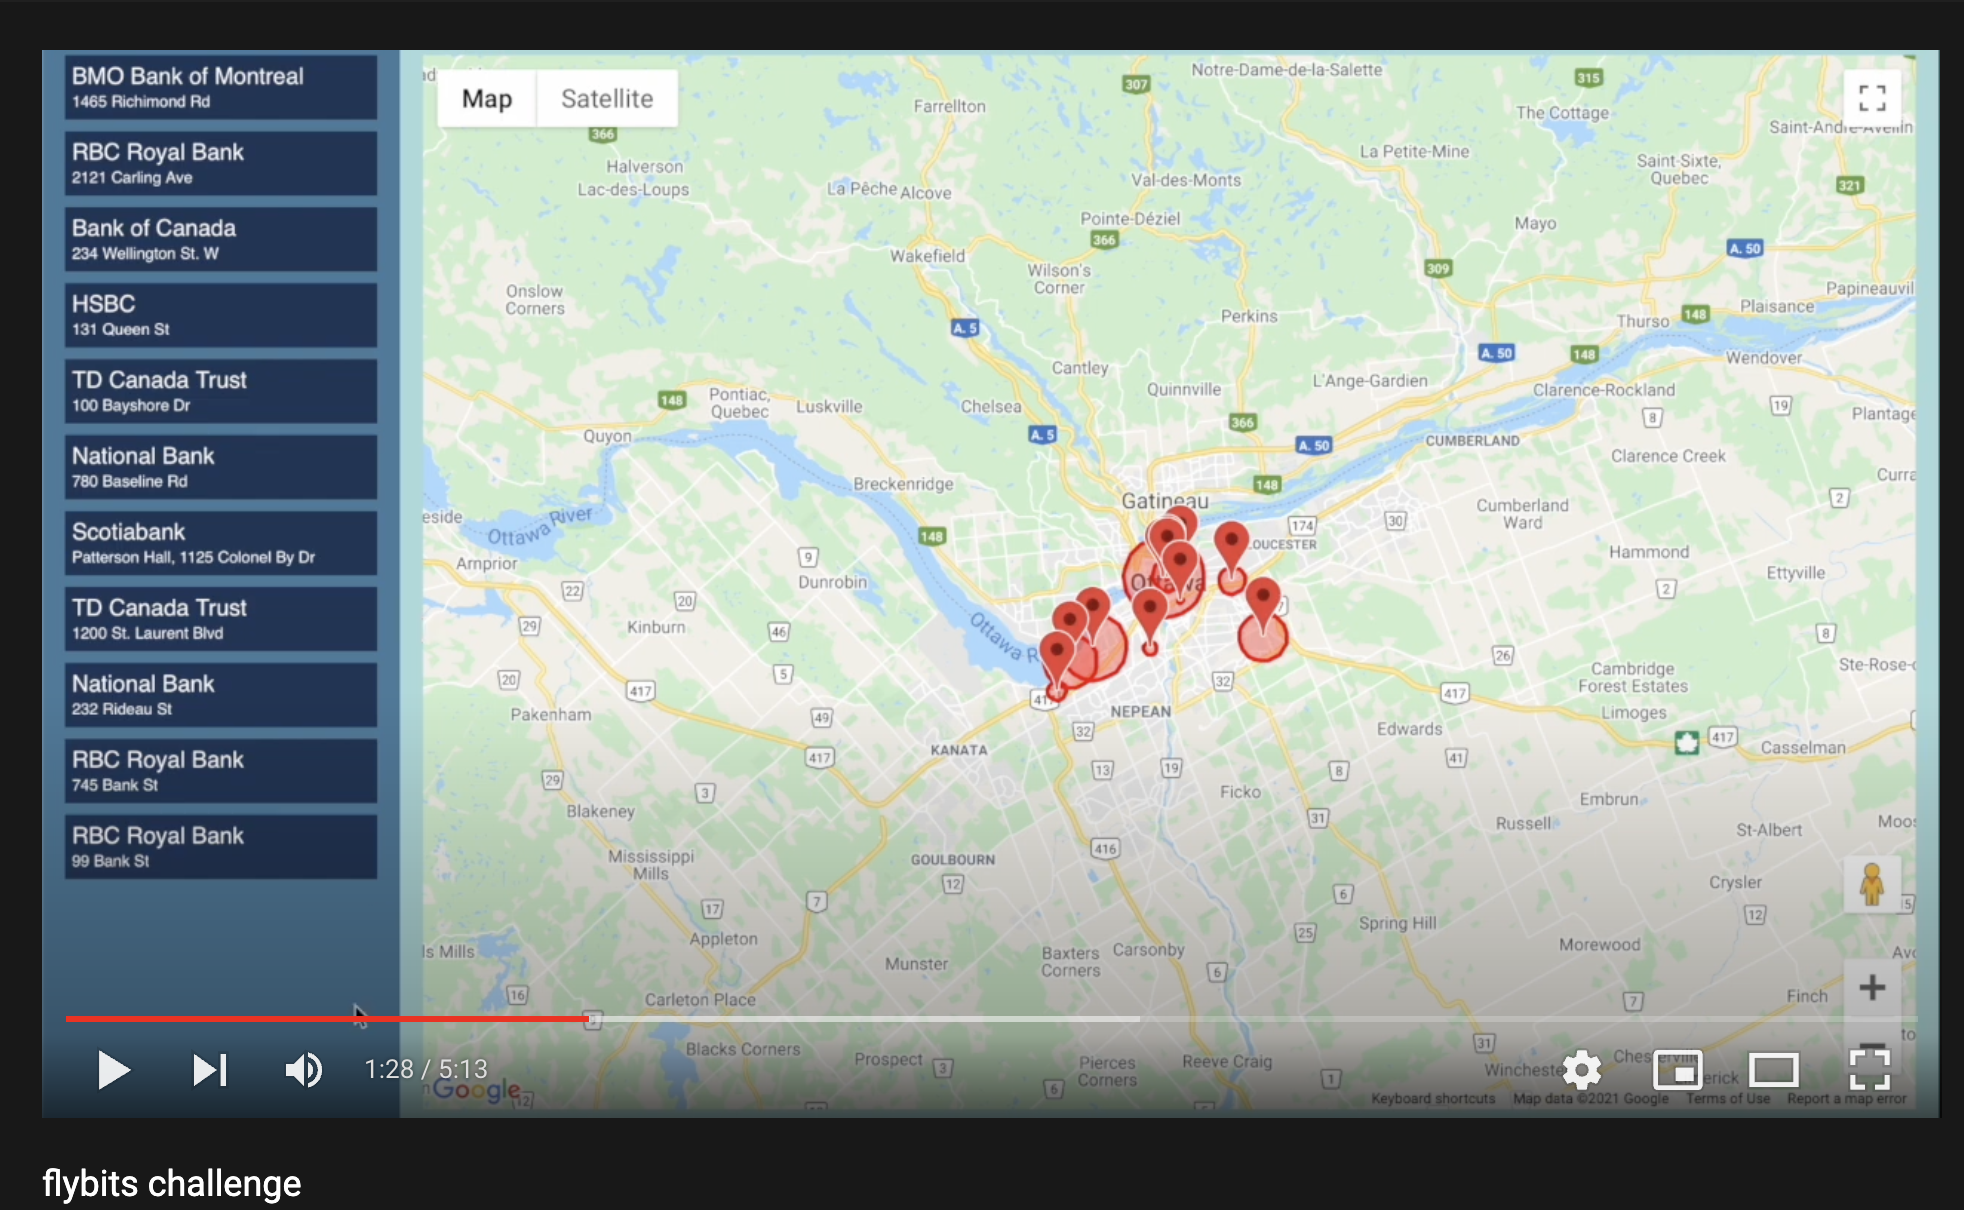 BMO Bank of Montreal
1465 Richimond Rd
RBC Royal Bank
2121 Carling Ave
Bank of Canada
234 Wellington St. W
HSBC
131 Queen St
TD Canada Trust
100 Bayshore Dr
National Bank
780 Baseline Rd
Scotiabank
Patterson Hall, 1125 Colonel By Dr
TD Canada Trust
1200 St. Laurent Blvd
National Bank
232 Rideau St
RBC Royal Bank
745 Bank St
RBC Royal Bank
99 Bank St
Map
Satellite
Notre-Dame-de-la-Salette
307
315
Farrellton
The Cottage
366
Saint-André-Avellin
Halverson
La Petite-Mine
Saint-Sixte,
Quebec
Lac-des-Loups
La Pêche
Alcove
Val-des-Monts
321
Pointe-Déziel
366
Mayo
A. 50
Wakefield
Wilson's
Corner
309
Onslow
Corners
Papineauvil
Plaisance
Perkins
Thurso
148
A. 5
A. 50
148
Wendover
Cantley
Quinnville
L'Ange-Gardien
Clarence-Rockland
148
Pontiac,
Quebec
Luskville
Chelsea
366
8
19
Plantage
Quyon
A. 5
A. 50
CUMBERLAND
Clarence Creek
Breckenridge
148
Curra
Gatineau
2
eside
Ottawa River
Cumberland
Ward
174
30
148
OUCESTER
Hammond
Arnprior
9
Dunrobin
Ottawa
Ettyville
22
20
2
7
29
Kinburn
46
Ottawa R
8
26
Ste-Rose-
20
5
Cambridge
Forest Estates
417
417
32
417
Limoges
Pakenham
49
NEPEAN
32
Edwards
417
Casselman
KANATA
417
41
29
13
19
8
3
Ficko
Embrun
Blakeney
31
Russell
St-Albert
Moo
416
Mississippi
Mills
GOULBOURN
12
Crysler
6
17
7
5
12
25
Spring Hill
Appleton
Morewood
ls Mills
Baxters
Corners
Carsonby
Munster
6
16
Carleton Place
7
Finch
Blacks Corners
31
Prospect
3
Pierces
Corners
Reeve Craig
1:28 / 5:13
Wincheste
Google
12
6
1
Keyboard shortcuts
Map data ©2021 Google
Terms of Use
Report a map error
flybits challenge